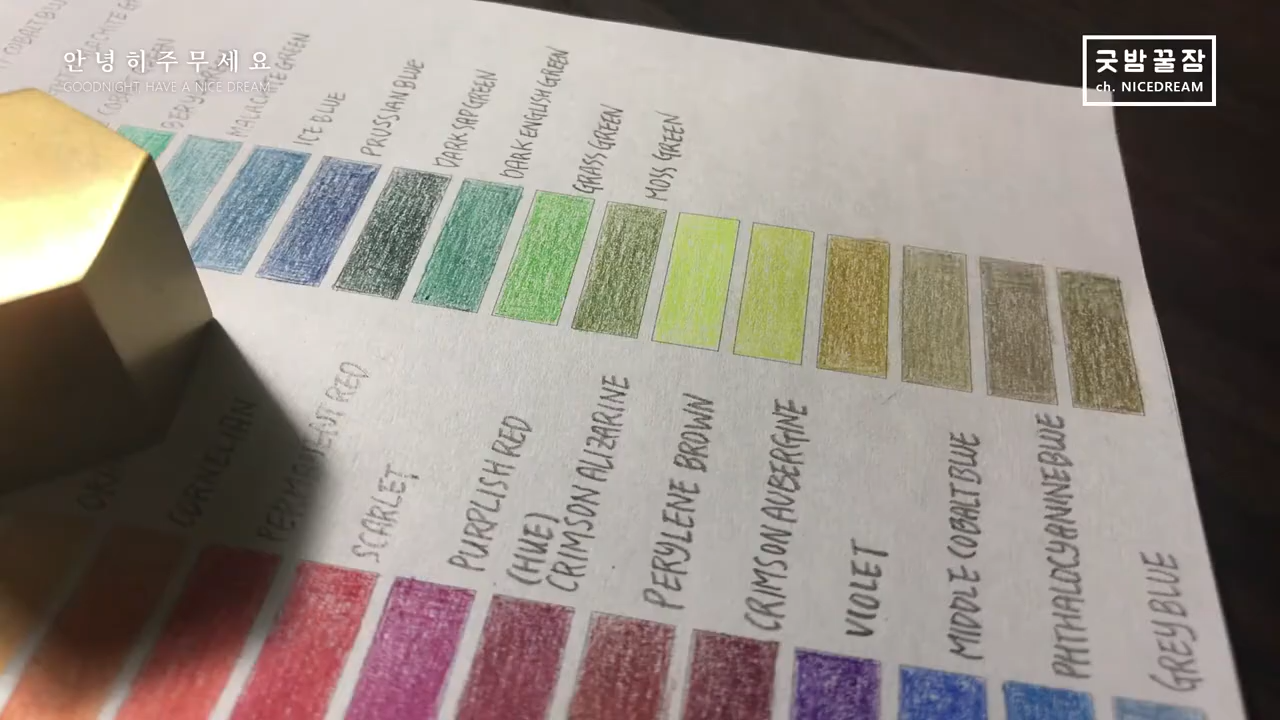 안녕히주무세요
GOODNIGHT HAVE A NICE DREAM
굿밤꿀잠
ch. NICEDREAM
COBALT BLUE
MALACHITE GREEN
ICE BLUE
PRUSSIAN BLUE
DARK SAP GREEN
DARK ENGLISH GREEN
GRASS GREEN
MOSS GREEN
CORNELIAN
PERMANENT RED
SCARLET
PURPLISH RED
(HUE)
CRIMSON ALIZARINE
PERYLENE BROWN
CRIMSON AUBERGINE
VIOLET
MIDDLE COBALT BLUE
PHTHALOCYANINE BLUE
GREY BLUE